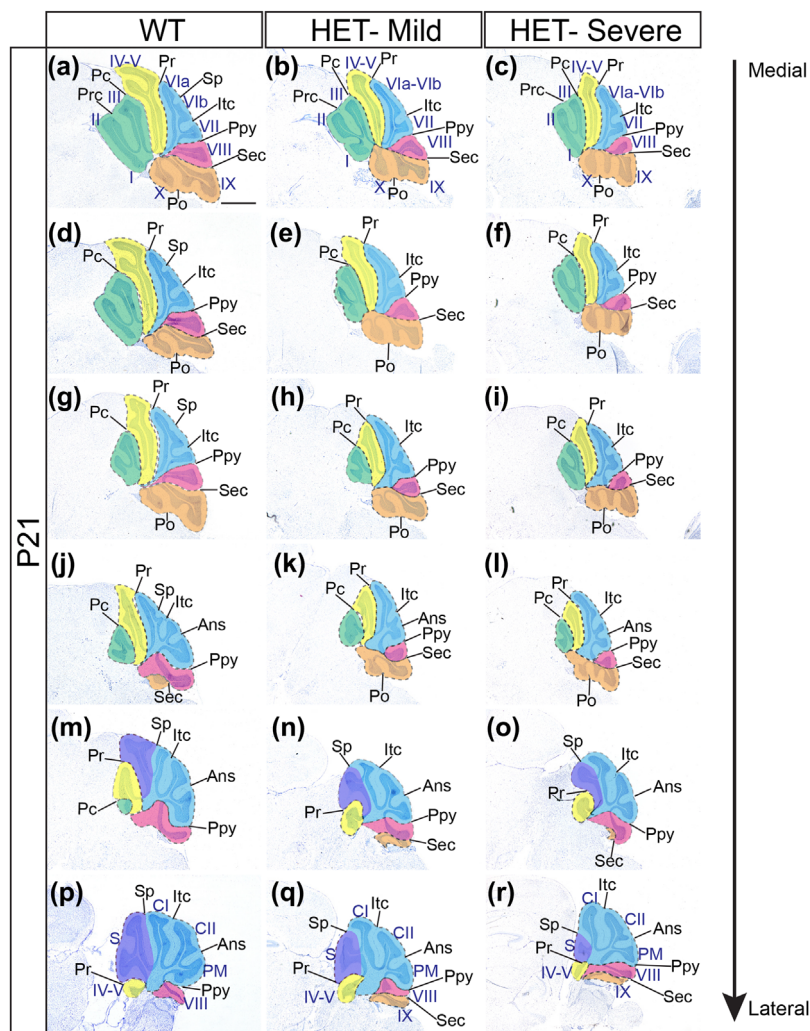 WT HET- Mild HET- Severe
Medial
P21
(a) IV-V Pr VIa Sp Pc VIb Itc Prc III II VII Ppy VIII Sec I X IX Po
(b) IV-V Pc Pr VIa-VIb Prc III Itc II VII Ppy VIII Sec I X IX Po
(c) IV-V Pc Pr VIa-VIb Prc III Itc II VII Ppy VIII Sec I X IX Po
(d) Pr Sp Pc Itc Ppy Sec Po
(e) Pr Pc Itc Ppy Sec Po
(f) Pr Pc Itc Ppy Sec Po
(g) Pr Sp Pc Itc Ppy Sec Po
(h) Pr Pc Itc Ppy Sec Po
(i) Pr Pc Itc Ppy Sec Po
(j) Pr Sp Itc Pc Ans Ppy Sec
(k) Pr Pc Itc Ans Ppy Sec Po
(l) Pr Pc Itc Ans Ppy Sec Po
(m) Sp Itc Pr Ans Pc Ppy
(n) Sp Itc Ans Pr Ppy Sec
(o) Sp Itc Ans Pr Ppy Sec
(p) Sp CI Itc CII S Ans Pr PM IV-V Ppy VIII
(q) CI Itc Sp CII S Ans Pr PM Ppy IV-V VIII IX Sec
(r) Itc CI CII Sp Ans S Pr PM Ppy IV-V VIII IX Sec
Lateral